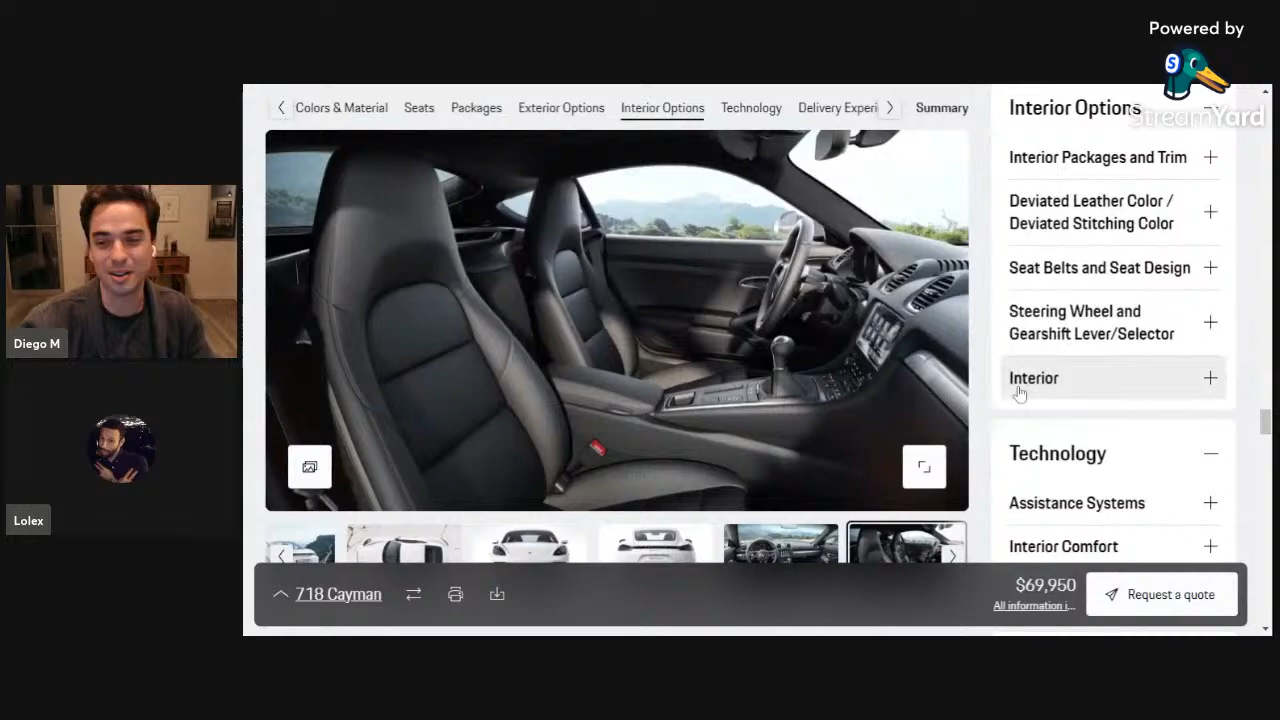 Powered by
S
StreamYard
Colors & Material
Seats
Packages
Exterior Options
Interior Options
Technology
Delivery Experi
Summary
Interior Options
Interior Packages and Trim
Deviated Leather Color /
Deviated Stitching Color
Seat Belts and Seat Design
Steering Wheel and
Gearshift Lever/Selector
Interior
Technology
Assistance Systems
Interior Comfort
Diego M
Lolex
718 Cayman
$69,950
All information i...
Request a quote